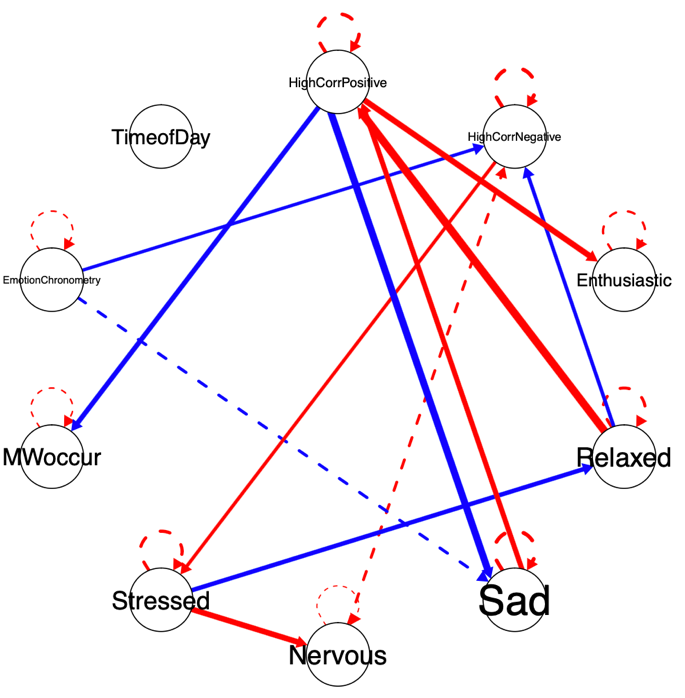 HighCorrPositive
TimeofDay
HighCorrNegative
EmotionChronometry
Enthusiastic
MWoccur
Relaxed
Stressed
Sad
Nervous